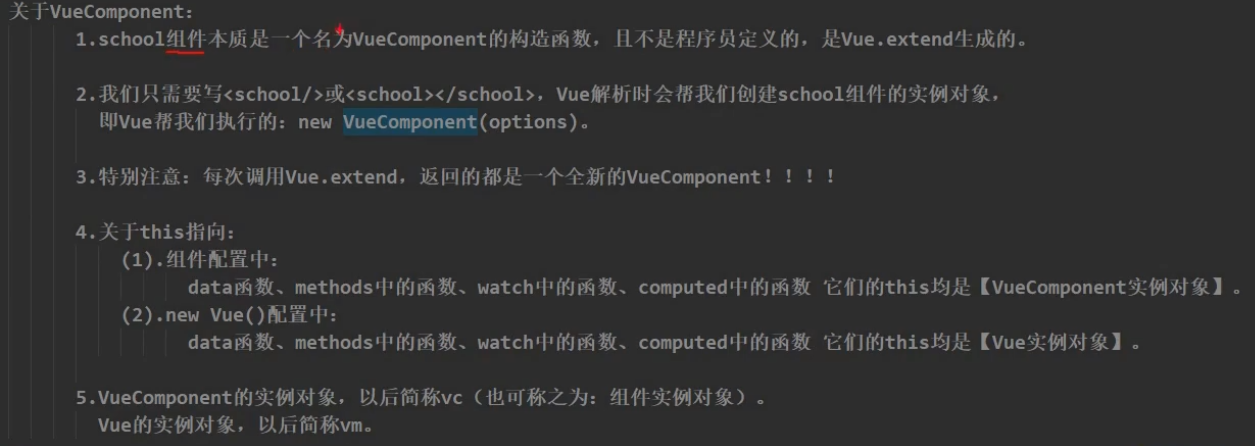 关于VueComponent:
1.school组件本质是一个名为VueComponent的构造函数，且不是程序员定义的，是Vue.extend生成的。
2.我们只需要写<school/>或<school></school>，Vue解析时会帮我们创建school组件的实例对象，
即Vue帮我们执行的：new VueComponent(options)。
3.特别注意：每次调用Vue.extend，返回的都是一个全新的VueComponent！！！！
4.关于this指向：
(1).组件配置中：
data函数、methods中的函数、watch中的函数、computed中的函数 它们的this均是【VueComponent实例对象】。
(2).new Vue()配置中：
data函数、methods中的函数、watch中的函数、computed中的函数 它们的this均是【Vue实例对象】。
5.VueComponent的实例对象，以后简称vc（也可称之为：组件实例对象）。
Vue的实例对象，以后简称vm。